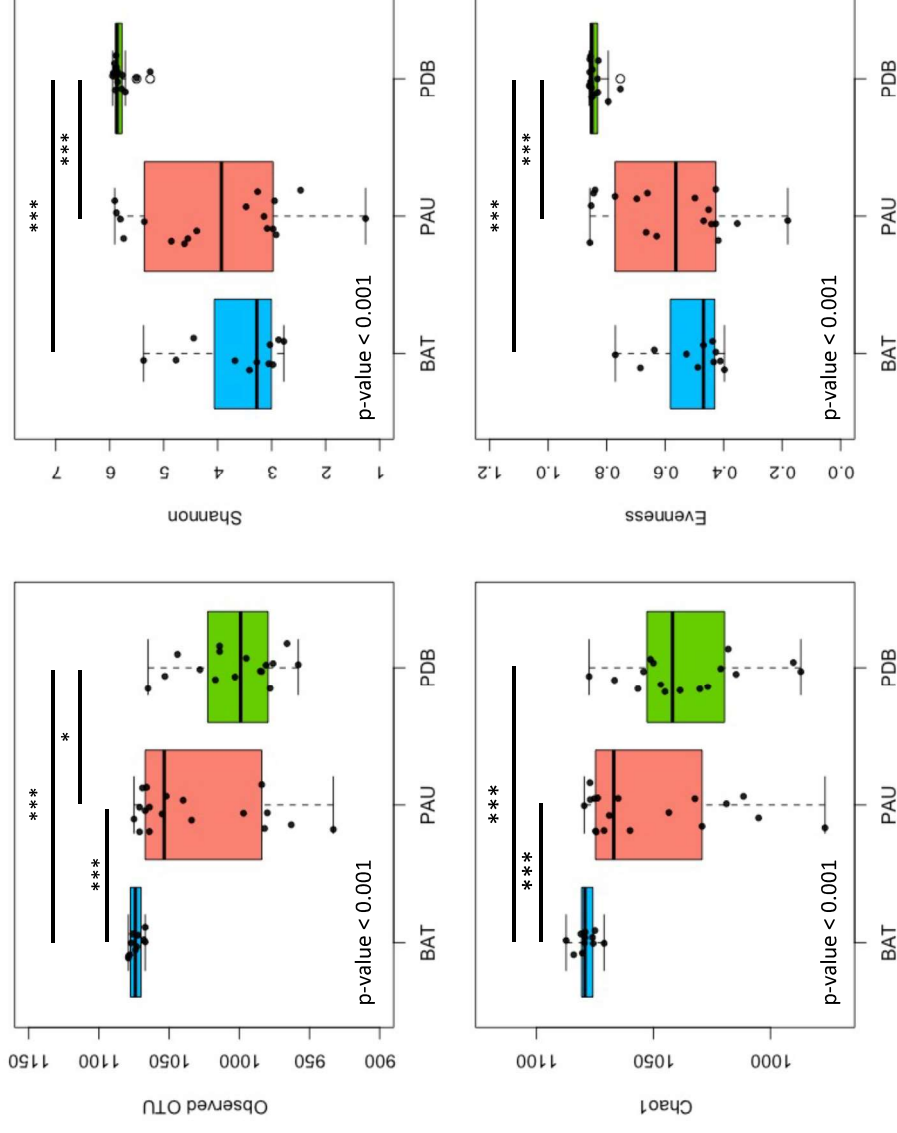 Shannon
7
6
5
4
3
2
1
***
***
p-value < 0.001
BAT
PAU
PDB
Evenness
1.2
1.0
0.8
0.6
0.4
0.2
0.0
***
***
p-value < 0.001
BAT
PAU
PDB
Observed OTU
1150
1100
1050
1000
950
900
***
*
***
p-value < 0.001
BAT
PAU
PDB
Chao1
1100
1050
1000
***
***
p-value < 0.001
BAT
PAU
PDB